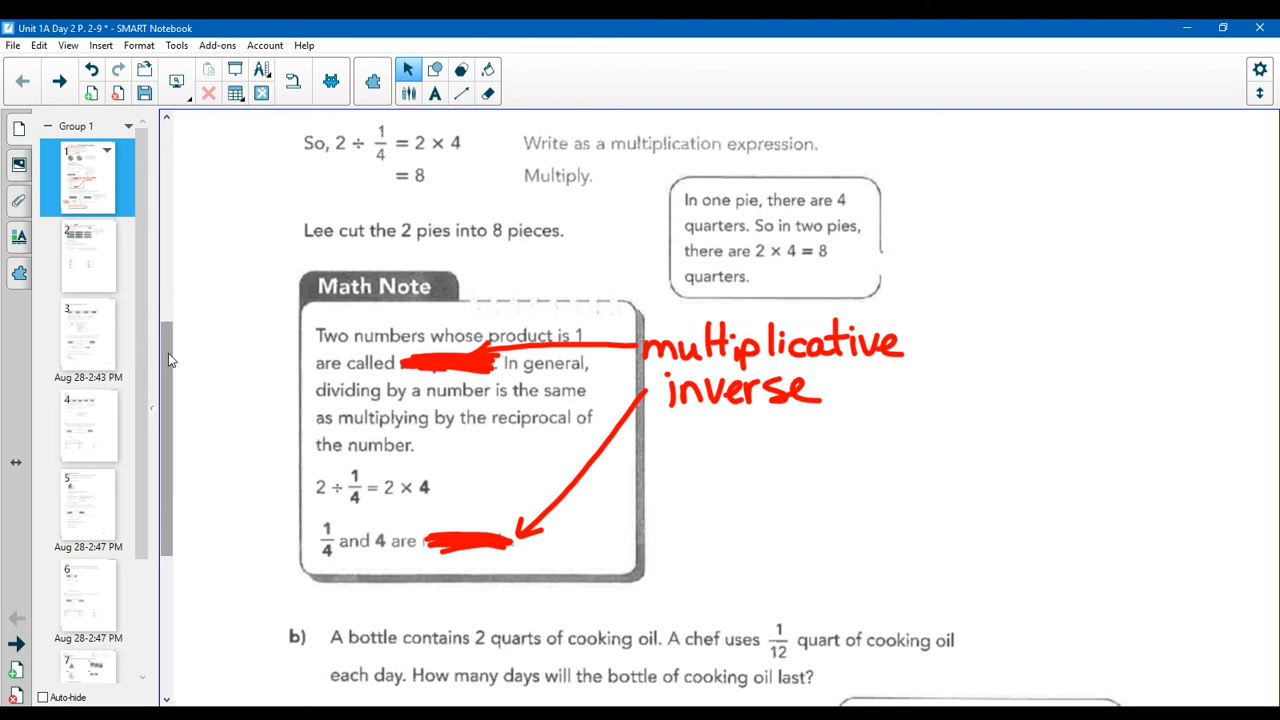 Unit 1A Day 2 P. 2-9 * - SMART Notebook
File Edit View Insert Format Tools Add-ons Account Help
Group 1
1
2
3
Aug 28-2:43 PM
4
5
Aug 28-2:47 PM
6
Aug 28-2:47 PM
7
Auto-hide
So, 2 ÷ 1/4 = 2 × 4 Write as a multiplication expression.
= 8 Multiply.
In one pie, there are 4
quarters. So in two pies,
there are 2 × 4 = 8
quarters.
Lee cut the 2 pies into 8 pieces.
Math Note
Two numbers whose product is 1
are called . In general,
dividing by a number is the same
as multiplying by the reciprocal of
the number.
2 ÷ 1/4 = 2 × 4
1/4 and 4 are
multiplicative
inverse
b) A bottle contains 2 quarts of cooking oil. A chef uses 1/12 quart of cooking oil
each day. How many days will the bottle of cooking oil last?